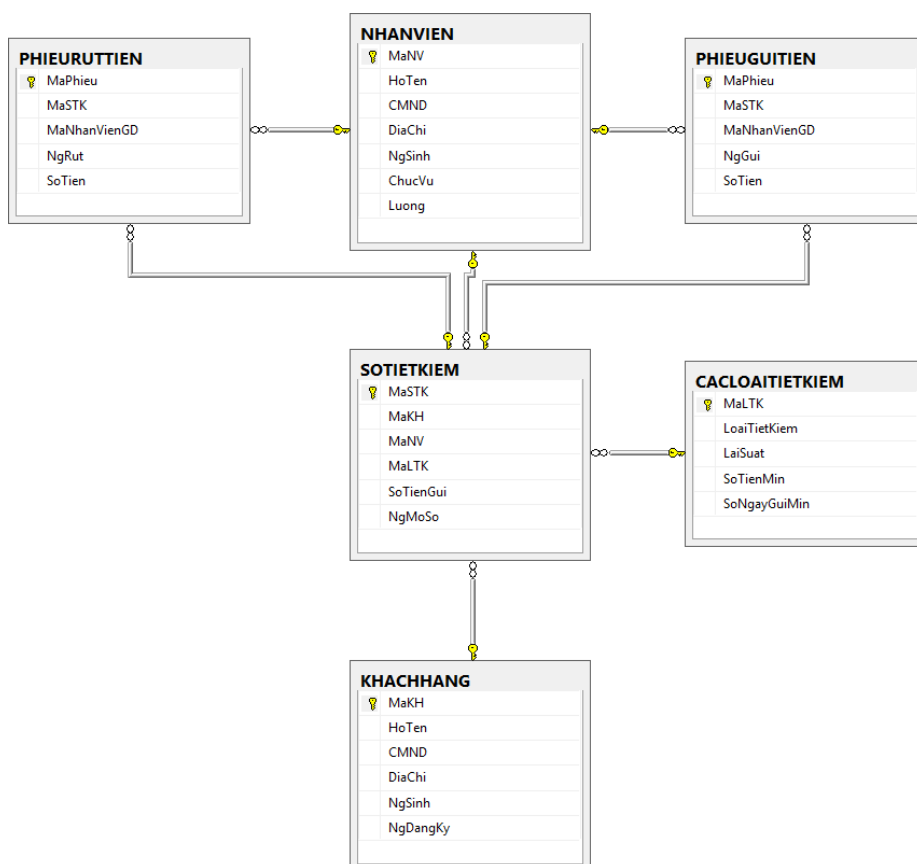 PHIEURUTTIEN
MaPhieu
MaSTK
MaNhanVienGD
NgRut
SoTien
NHANVIEN
MaNV
HoTen
CMND
DiaChi
NgSinh
ChucVu
Luong
PHIEUGUITIEN
MaPhieu
MaSTK
MaNhanVienGD
NgGui
SoTien
SOTIETKIEM
MaSTK
MaKH
MaNV
MaLTK
SoTienGui
NgMoSo
CACLOAITIETKIEM
MaLTK
LoaiTietKiem
LaiSuat
SoTienMin
SoNgayGuiMin
KHACHHANG
MaKH
HoTen
CMND
DiaChi
NgSinh
NgDangKy